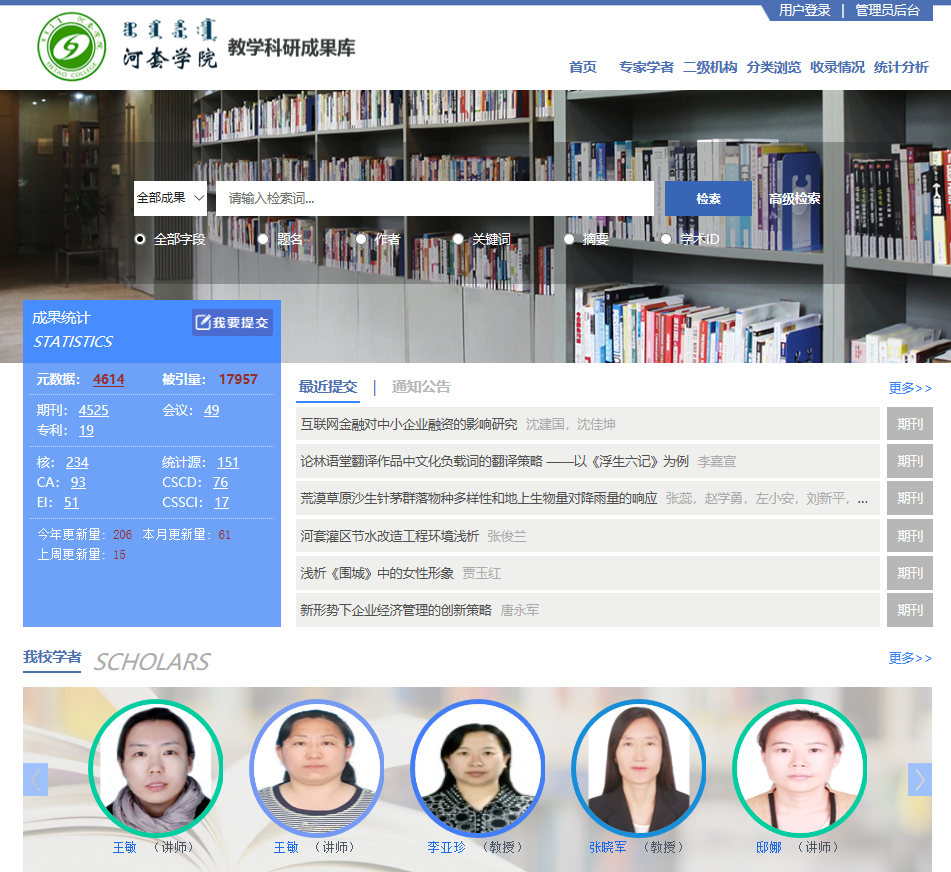 用户登录 | 管理员后台
河套学院 教学科研成果库
HETAO COLLEGE
首页 专家学者 二级机构 分类浏览 收录情况 统计分析
全部成果 请输入检索词... 检索 高级检索
全部字段 题名 作者 关键词 摘要 学术ID
成果统计 我要提交
STATISTICS
元数据： 4614 被引量： 17957
期刊： 4525 会议： 49
专利： 19
核： 234 统计源： 151
CA： 93 CSCD： 76
EI： 51 CSSCI： 17
今年更新量： 206 本月更新量： 61
上周更新量： 15
最近提交 | 通知公告 更多>>
互联网金融对中小企业融资的影响研究 沈建国，沈佳坤 期刊
论林语堂翻译作品中文化负载词的翻译策略 ——以《浮生六记》为例 李嘉宣 期刊
荒漠草原沙生针茅群落物种多样性和地上生物量对降雨量的响应 张蕊，赵学勇，左小安，刘新平，... 期刊
河套灌区节水改造工程环境浅析 张俊兰 期刊
浅析《围城》中的女性形象 贾玉红 期刊
新形势下企业经济管理的创新策略 唐永军 期刊
我校学者 SCHOLARS 更多>>
王敏 （讲师） 王敏 （讲师） 李亚珍 （教授） 张晓军 （教授） 邸娜 （讲师）